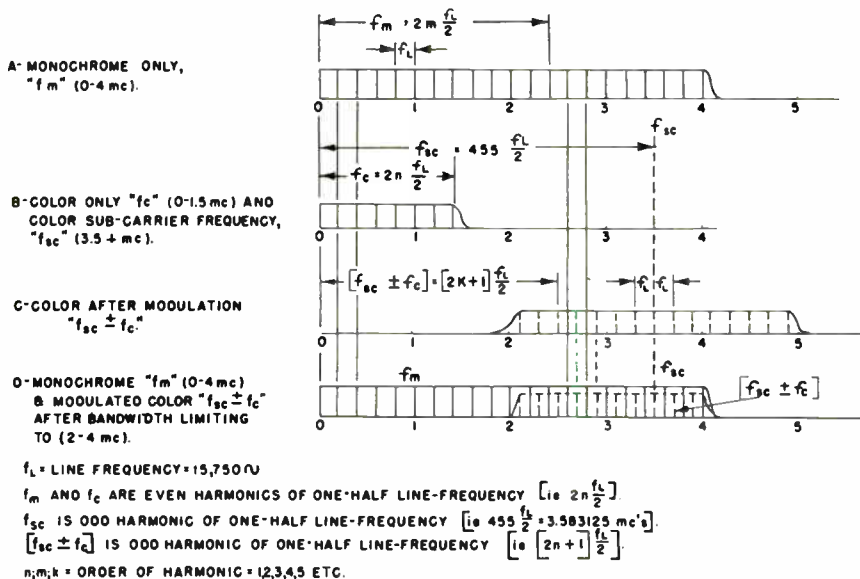 fm = 2m fL/2
fL
A- MONOCHROME ONLY,
"fm" (0-4 mc).
0 1 2 3 4 5
fsc
fsc = 455 fL/2
fc = 2n fL/2
B-COLOR ONLY "fc" (0-1.5 mc) AND
COLOR SUB-CARRIER FREQUENCY,
"fsc" (3.5 + mc).
0 1 2 3 4
[fsc ± fc] = [2K+1] fL/2
fL fL
C-COLOR AFTER MODULATION
"fsc ± fc"
0 1 2 3 4 5
fm
fsc
[fsc ± fc]
D-MONOCHROME "fm" (0-4 mc)
& MODULATED COLOR "fsc ± fc"
AFTER BANDWIDTH LIMITING
TO (2-4 mc).
0 1 2 3 4 5
fL = LINE FREQUENCY = 15,750 ~
fm AND fc ARE EVEN HARMONICS OF ONE-HALF LINE-FREQUENCY [ie 2n fL/2].
fsc IS ODD HARMONIC OF ONE-HALF LINE-FREQUENCY [ie 455 fL/2 = 3.583125 mc's].
[fsc ± fc] IS ODD HARMONIC OF ONE-HALF LINE-FREQUENCY [ie [2n+1] fL/2].
n;m;k = ORDER OF HARMONIC = 1,2,3,4,5 ETC.